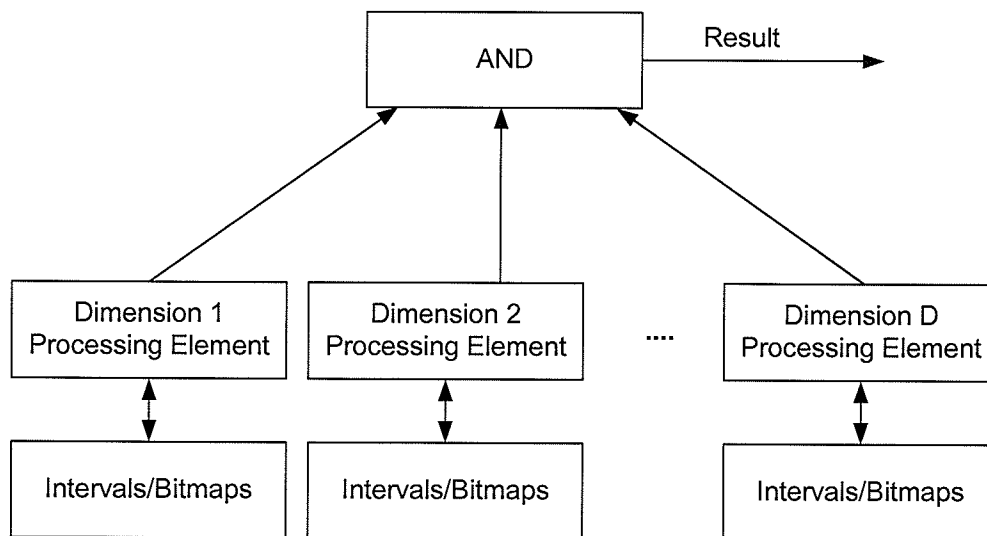 AND
Result
Dimension 1
Processing Element
Dimension 2
Processing Element
....
Dimension D
Processing Element
Intervals/Bitmaps
Intervals/Bitmaps
Intervals/Bitmaps